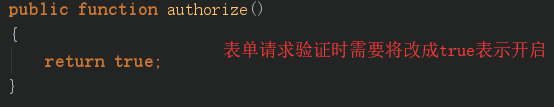 public function authorize()
{
表单请求验证时需要将改成true表示开启
return true;
}